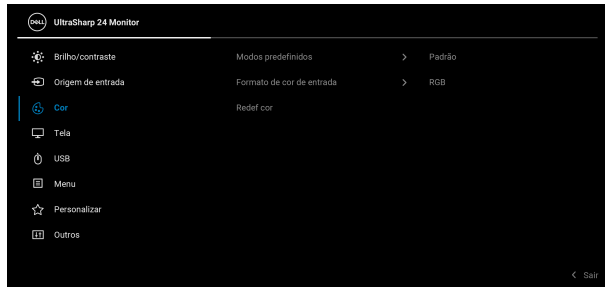 DELL UltraSharp 24 Monitor
Brilho/contraste Modos predefinidos Padrão
Origem de entrada Formato de cor de entrada RGB
Cor Redef cor
Tela
USB
Menu
Personalizar
Outros
Sair